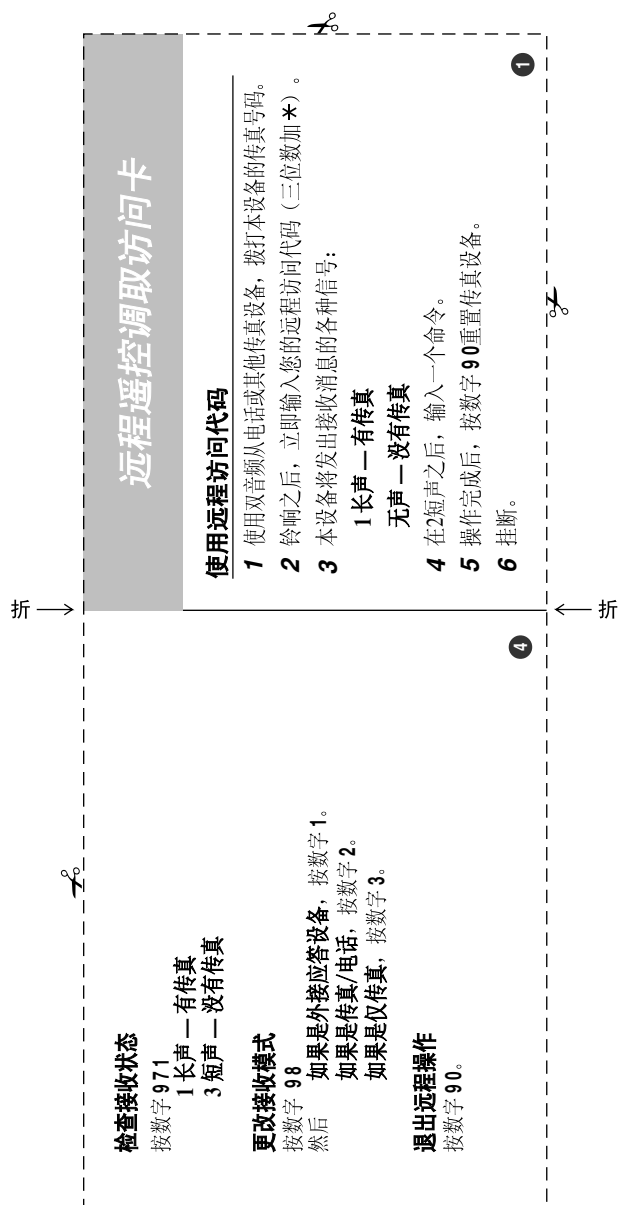 远程遥控调取访问卡
使用远程访问代码
1 使用双音频从电话或其他传真设备，拨打本设备的传真号码。
2 铃响之后，立即输入您的远程访问代码（三位数加＊）。
3 本设备将发出接收消息的各种信号:
1长声 — 有传真
无声 — 没有传真
4 在2短声之后，输入一个命令。
5 操作完成后，按数字90重置传真设备。
6 挂断。
1
折
折
检查接收状态
按数字 971
1 长声 — 有传真
3 短声 — 没有传真
更改接收模式
按数字 98
然后 如果是外接应答设备，按数字 1。
如果是传真/电话，按数字 2。
如果是仅传真，按数字 3。
退出远程操作
按数字 90。
4